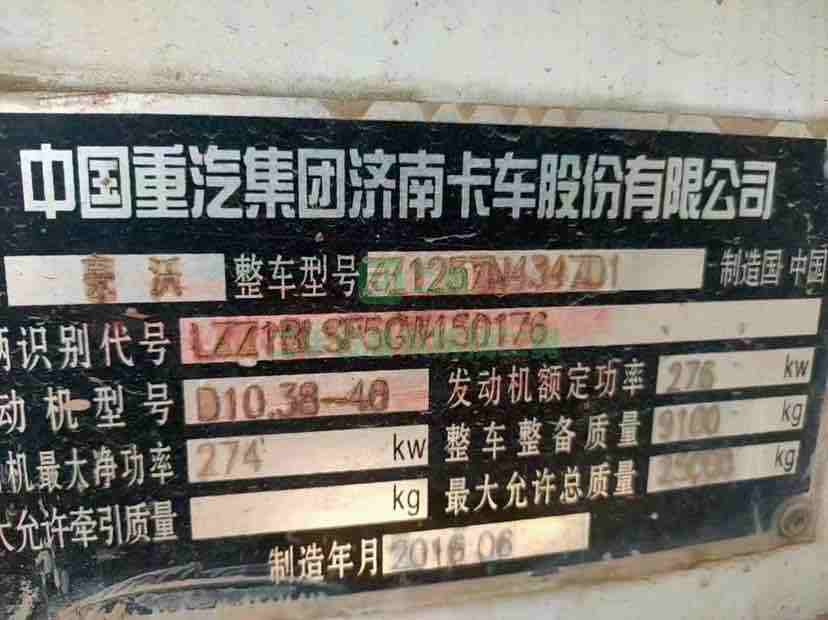 中国重汽集团济南卡车股份有限公司
豪沃 整车型号 ZZ1257N4347D1 制造国 中国
辆识别代号 LZZ1BLSF5GW150176
动机型号 D10.38-40 发动机额定功率 276 kw
机最大净功率 274 kw 整车整备质量 9100 kg
大允许牵引质量 kg 最大允许总质量 25000 kg
制造年月 2016 06